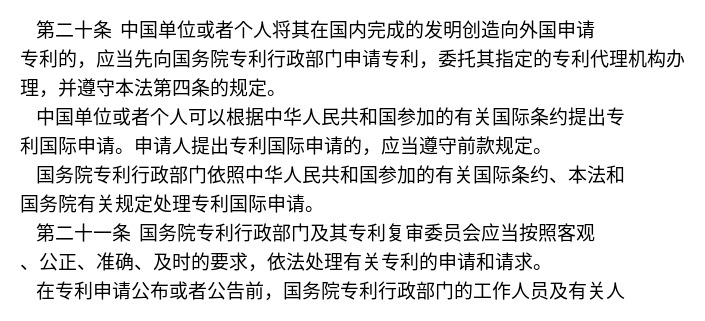 第二十条 中国单位或者个人将其在国内完成的发明创造向外国申请
专利的，应当先向国务院专利行政部门申请专利，委托其指定的专利代理机构办
理，并遵守本法第四条的规定。
中国单位或者个人可以根据中华人民共和国参加的有关国际条约提出专
利国际申请。申请人提出专利国际申请的，应当遵守前款规定。
国务院专利行政部门依照中华人民共和国参加的有关国际条约、本法和
国务院有关规定处理专利国际申请。
第二十一条 国务院专利行政部门及其专利复审委员会应当按照客观
、公正、准确、及时的要求，依法处理有关专利的申请和请求。
在专利申请公布或者公告前，国务院专利行政部门的工作人员及有关人